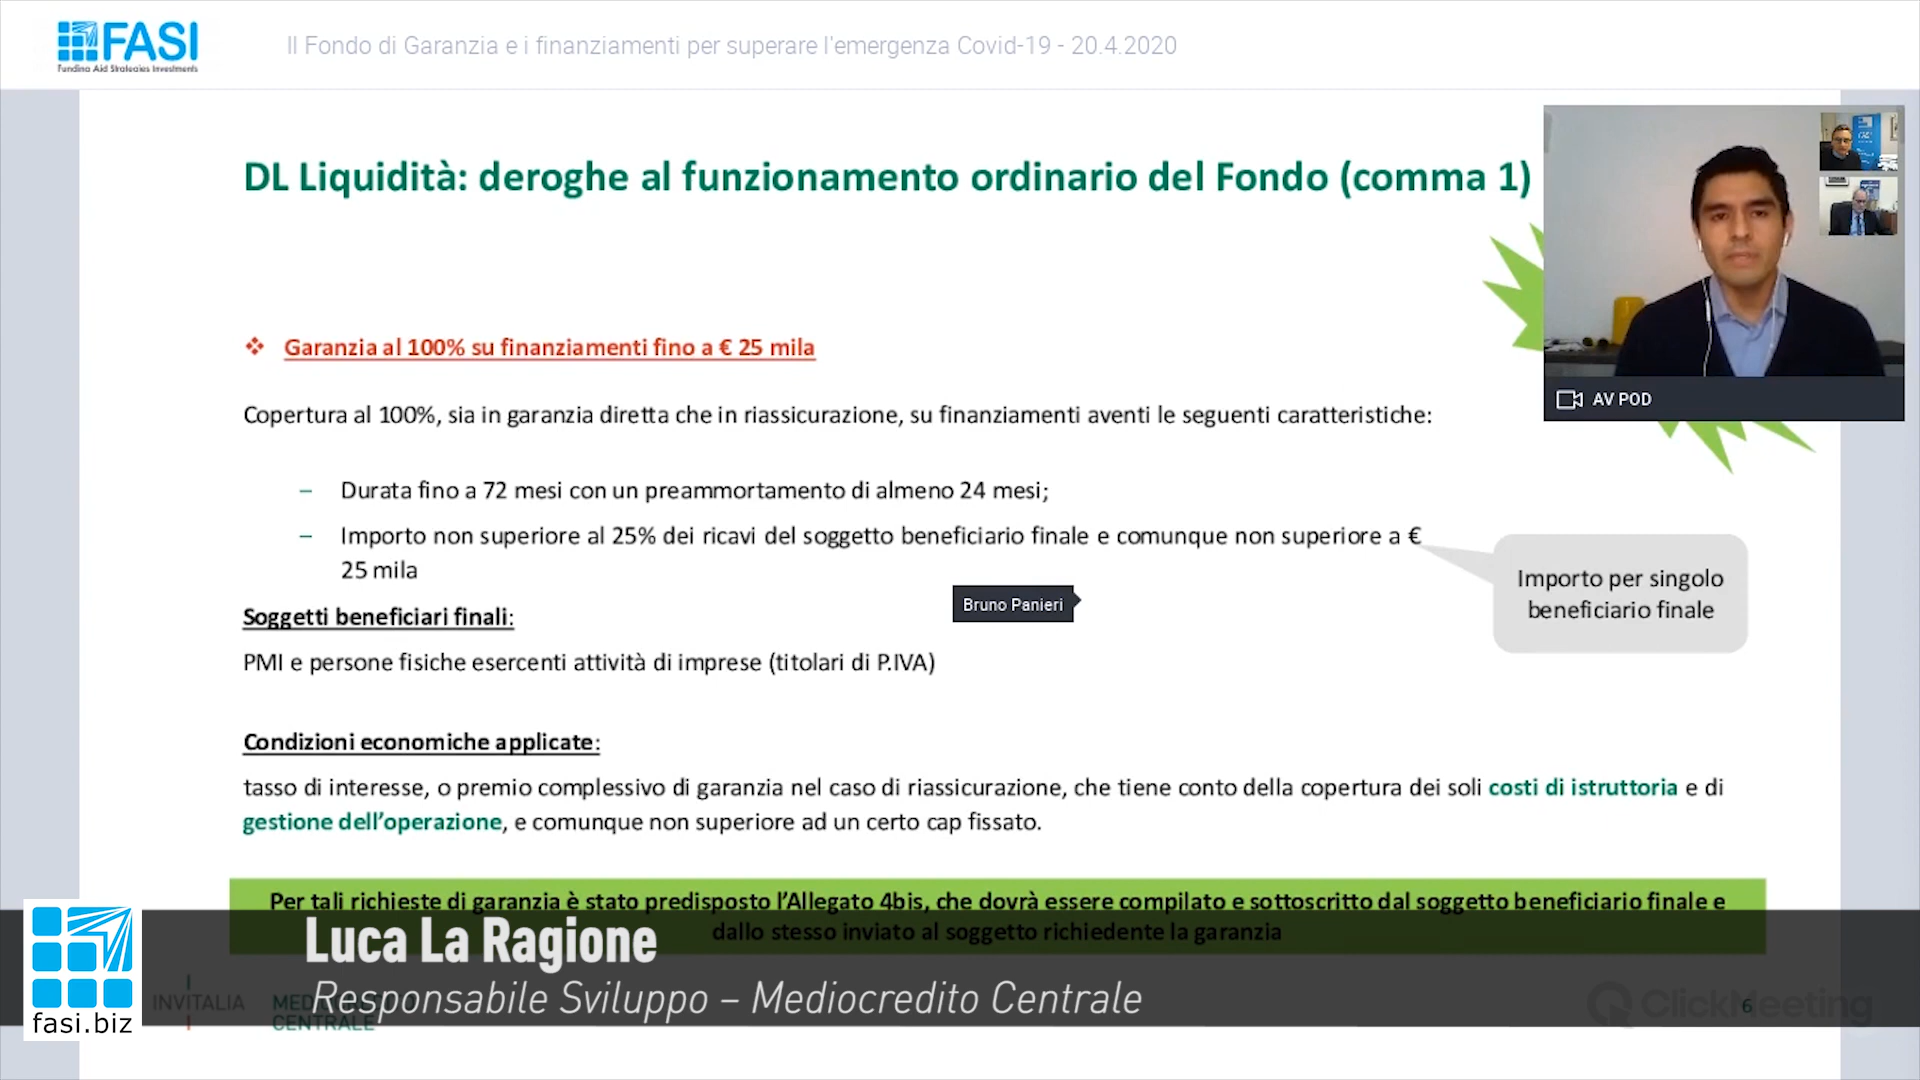 FASI
Funding Aid Strategies Investments
Il Fondo di Garanzia e i finanziamenti per superare l'emergenza Covid-19 - 20.4.2020
DL Liquidità: deroghe al funzionamento ordinario del Fondo (comma 1)
AV POD
❖ Garanzia al 100% su finanziamenti fino a € 25 mila
Copertura al 100%, sia in garanzia diretta che in riassicurazione, su finanziamenti aventi le seguenti caratteristiche:
– Durata fino a 72 mesi con un preammortamento di almeno 24 mesi;
– Importo non superiore al 25% dei ricavi del soggetto beneficiario finale e comunque non superiore a €
25 mila
Importo per singolo
beneficiario finale
Bruno Panieri
Soggetti beneficiari finali:
PMI e persone fisiche esercenti attività di imprese (titolari di P.IVA)
Condizioni economiche applicate:
tasso di interesse, o premio complessivo di garanzia nel caso di riassicurazione, che tiene conto della copertura dei soli costi di istruttoria e di
gestione dell'operazione, e comunque non superiore ad un certo cap fissato.
Per tali richieste di garanzia è stato predisposto l'Allegato 4bis, che dovrà essere compilato e sottoscritto dal soggetto beneficiario finale e
dallo stesso inviato al soggetto richiedente la garanzia
Luca La Ragione
Responsabile Sviluppo – Mediocredito Centrale
fasi.biz
INVITALIA
CENTRALE
ClickMeeting
6